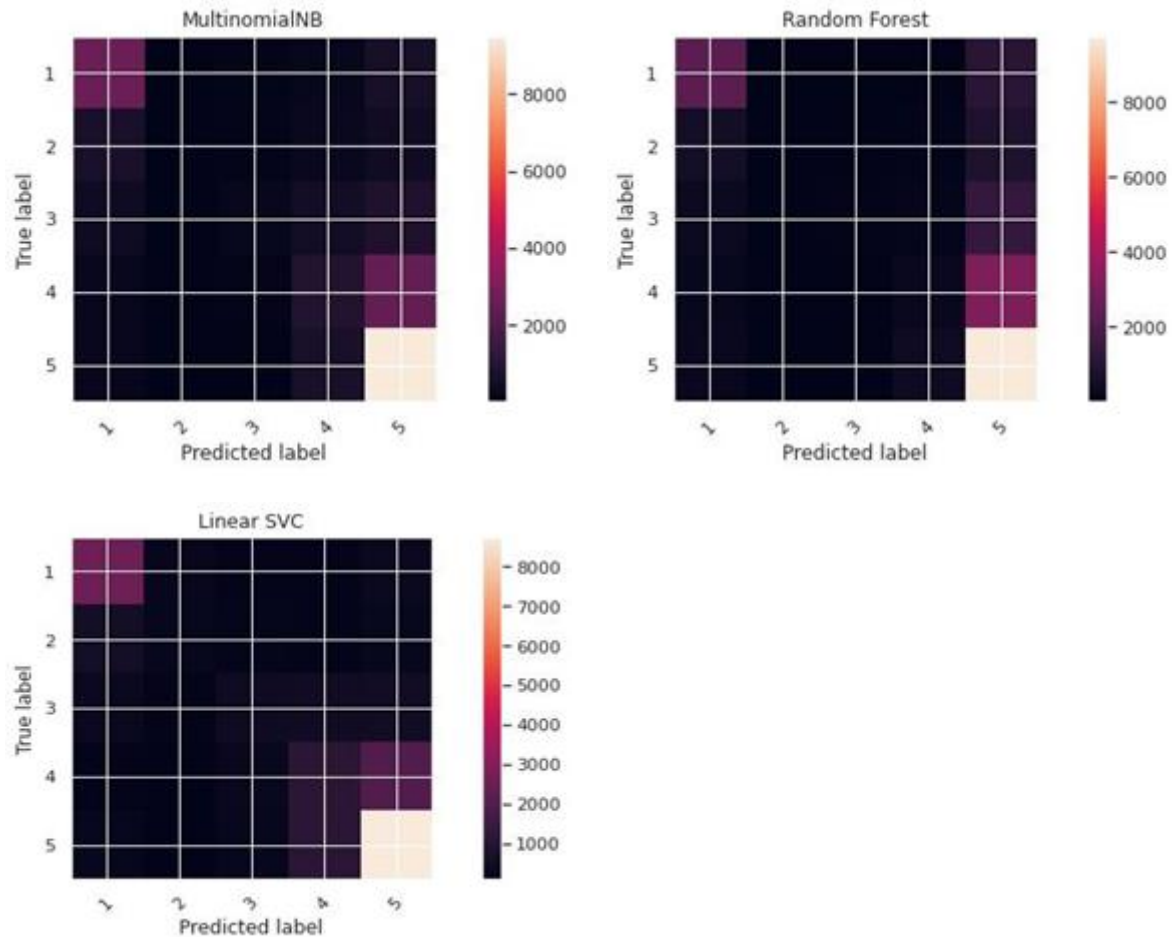 MultinomialNB
True label
1
2
3
4
5
1 2 3 4 5
Predicted label
8000
6000
4000
2000
Random Forest
True label
1
2
3
4
5
1 2 3 4 5
Predicted label
8000
6000
4000
2000
Linear SVC
True label
1
2
3
4
5
1 2 3 4 5
Predicted label
8000
7000
6000
5000
4000
3000
2000
1000